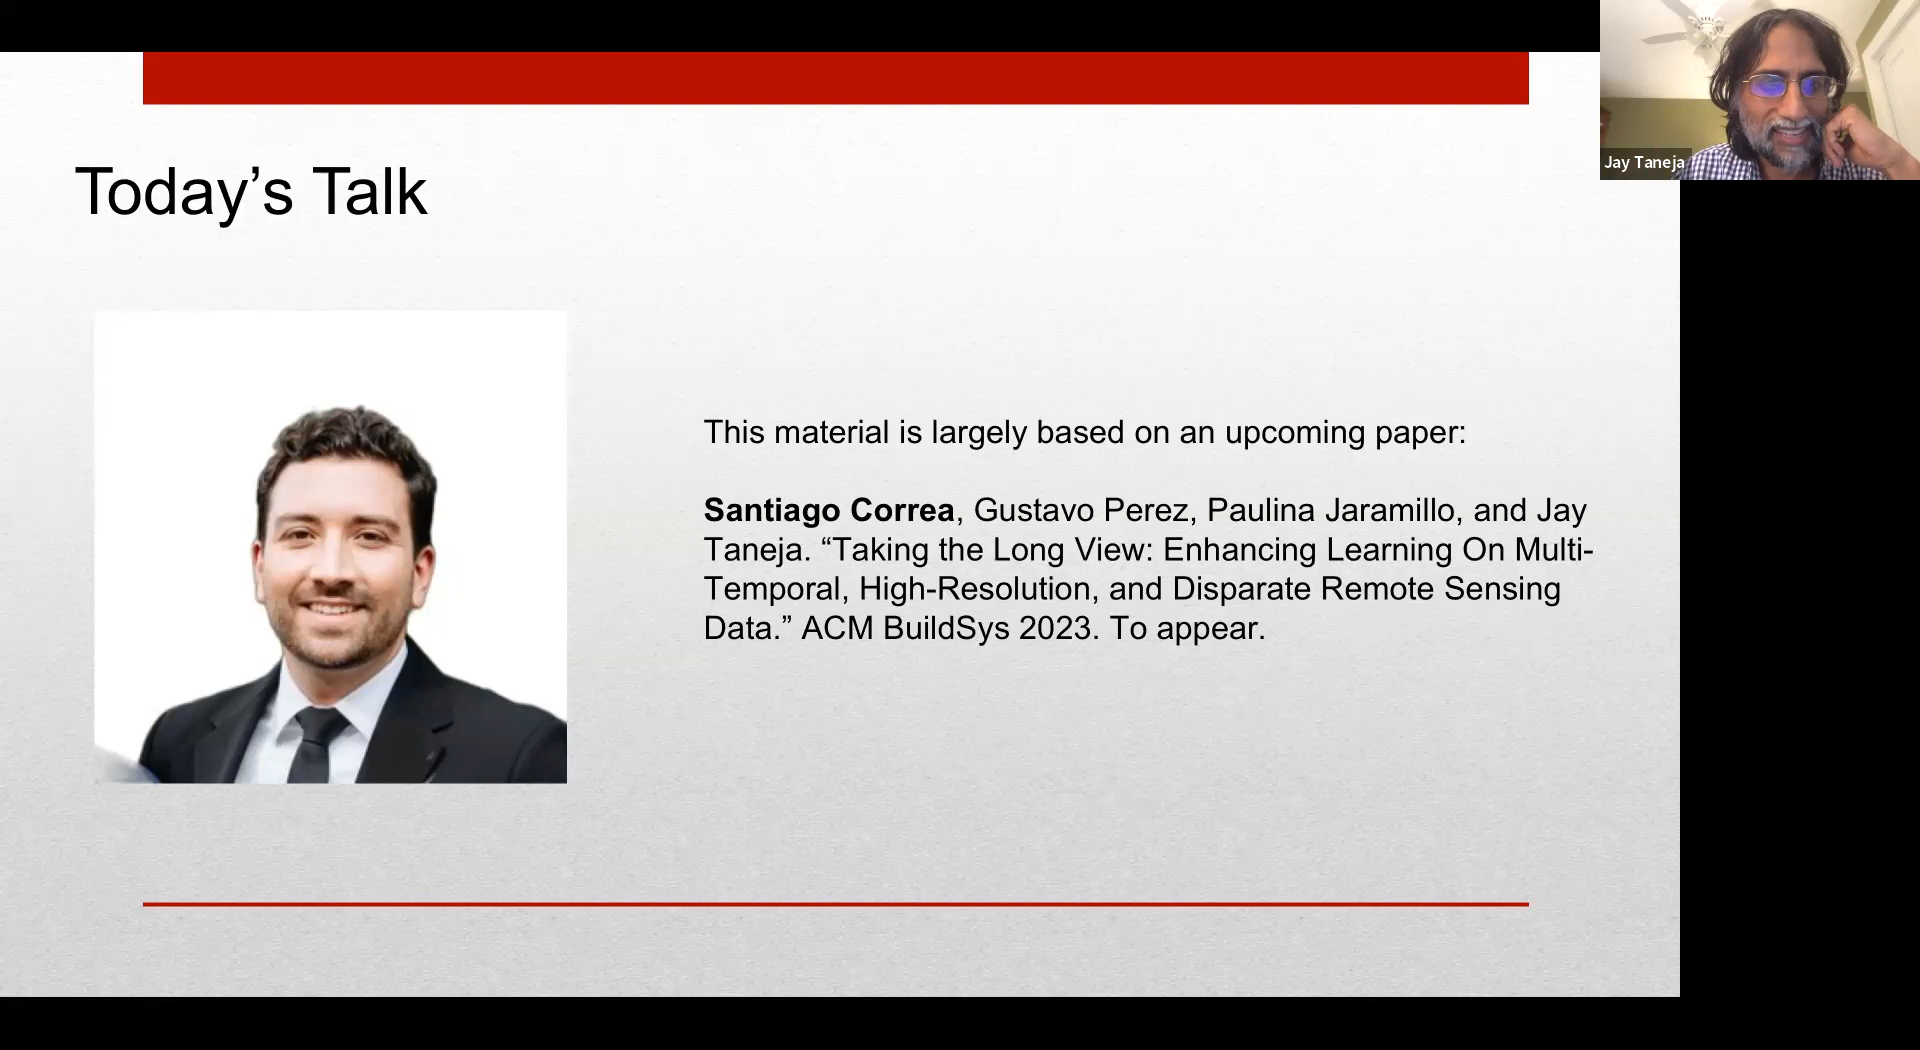 Today’s Talk
This material is largely based on an upcoming paper:
Santiago Correa, Gustavo Perez, Paulina Jaramillo, and Jay
Taneja. “Taking the Long View: Enhancing Learning On Multi-
Temporal, High-Resolution, and Disparate Remote Sensing
Data.” ACM BuildSys 2023. To appear.
Jay Taneja